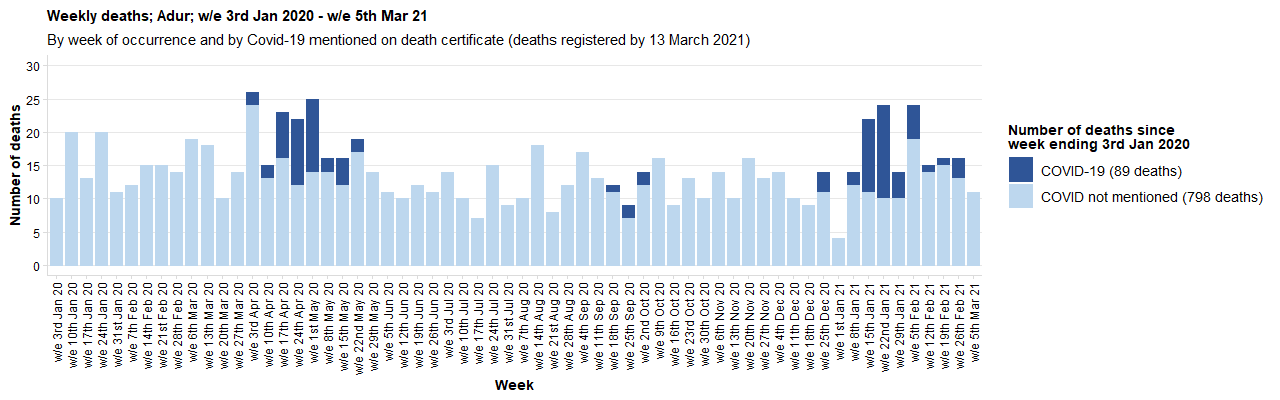 Weekly deaths; Adur; w/e 3rd Jan 2020 - w/e 5th Mar 21
By week of occurrence and by Covid-19 mentioned on death certificate (deaths registered by 13 March 2021)
Number of deaths
30
25
20
15
10
5
0
w/e 3rd Jan 20
w/e 10th Jan 20
w/e 17th Jan 20
w/e 24th Jan 20
w/e 31st Jan 20
w/e 7th Feb 20
w/e 14th Feb 20
w/e 21st Feb 20
w/e 28th Feb 20
w/e 6th Mar 20
w/e 13th Mar 20
w/e 20th Mar 20
w/e 27th Mar 20
w/e 3rd Apr 20
w/e 10th Apr 20
w/e 17th Apr 20
w/e 24th Apr 20
w/e 1st May 20
w/e 8th May 20
w/e 15th May 20
w/e 22nd May 20
w/e 29th May 20
w/e 5th Jun 20
w/e 12th Jun 20
w/e 19th Jun 20
w/e 26th Jun 20
w/e 3rd Jul 20
w/e 10th Jul 20
w/e 17th Jul 20
w/e 24th Jul 20
w/e 31st Jul 20
w/e 7th Aug 20
w/e 14th Aug 20
w/e 21st Aug 20
w/e 28th Aug 20
w/e 4th Sep 20
w/e 11th Sep 20
w/e 18th Sep 20
w/e 25th Sep 20
w/e 2nd Oct 20
w/e 9th Oct 20
w/e 16th Oct 20
w/e 23rd Oct 20
w/e 30th Oct 20
w/e 6th Nov 20
w/e 13th Nov 20
w/e 20th Nov 20
w/e 27th Nov 20
w/e 4th Dec 20
w/e 11th Dec 20
w/e 18th Dec 20
w/e 25th Dec 20
w/e 1st Jan 21
w/e 8th Jan 21
w/e 15th Jan 21
w/e 22nd Jan 21
w/e 29th Jan 21
w/e 5th Feb 21
w/e 12th Feb 21
w/e 19th Feb 21
w/e 26th Feb 21
w/e 5th Mar 21
Week
Number of deaths since
week ending 3rd Jan 2020
COVID-19 (89 deaths)
COVID not mentioned (798 deaths)